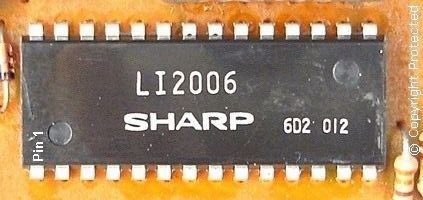 LI2006
SHARP
6D2 012
Pin 1
© Copyright Protected